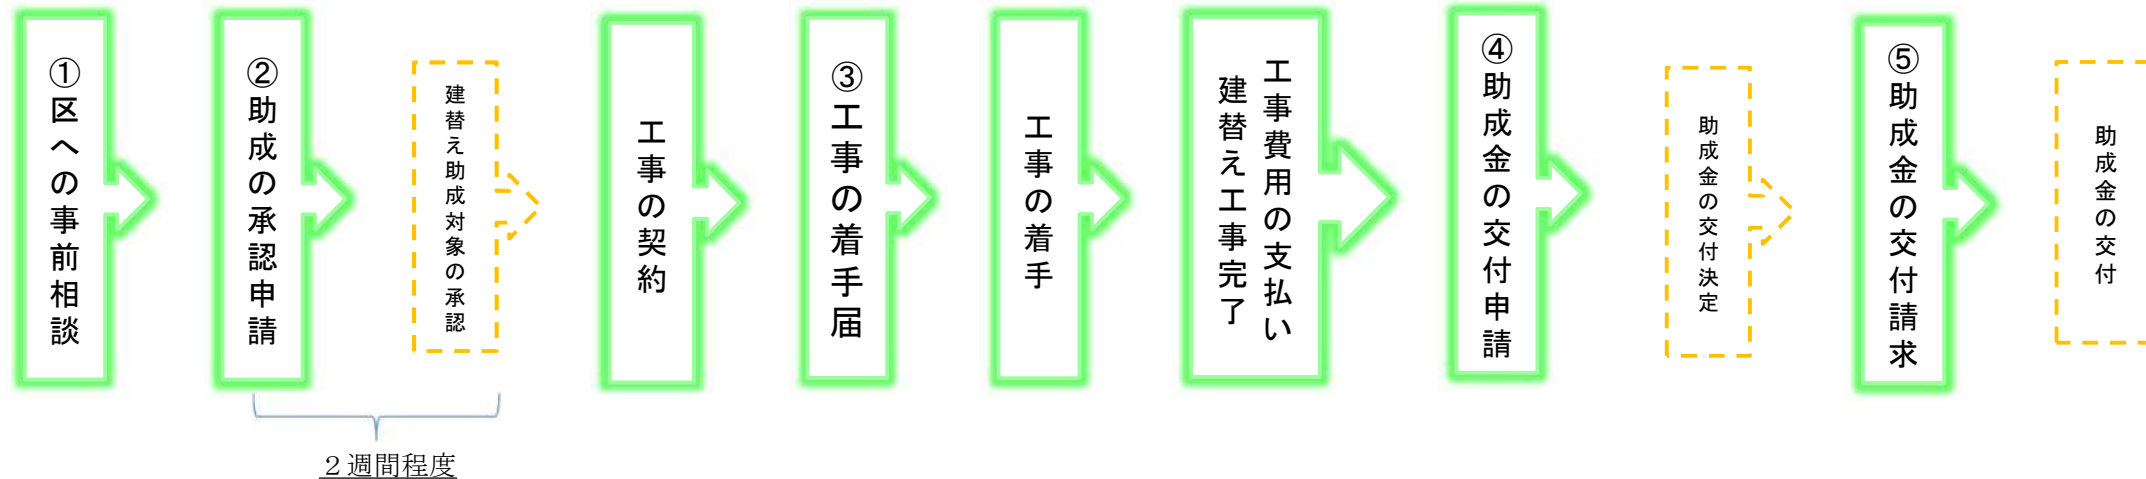 ①区への事前相談
②助成の承認申請
建替え助成対象の承認
工事の契約
③工事の着手届
工事の着手
工事費用の支払い
建替え工事完了
④助成金の交付申請
助成金の交付決定
⑤助成金の交付請求
助成金の交付
２週間程度